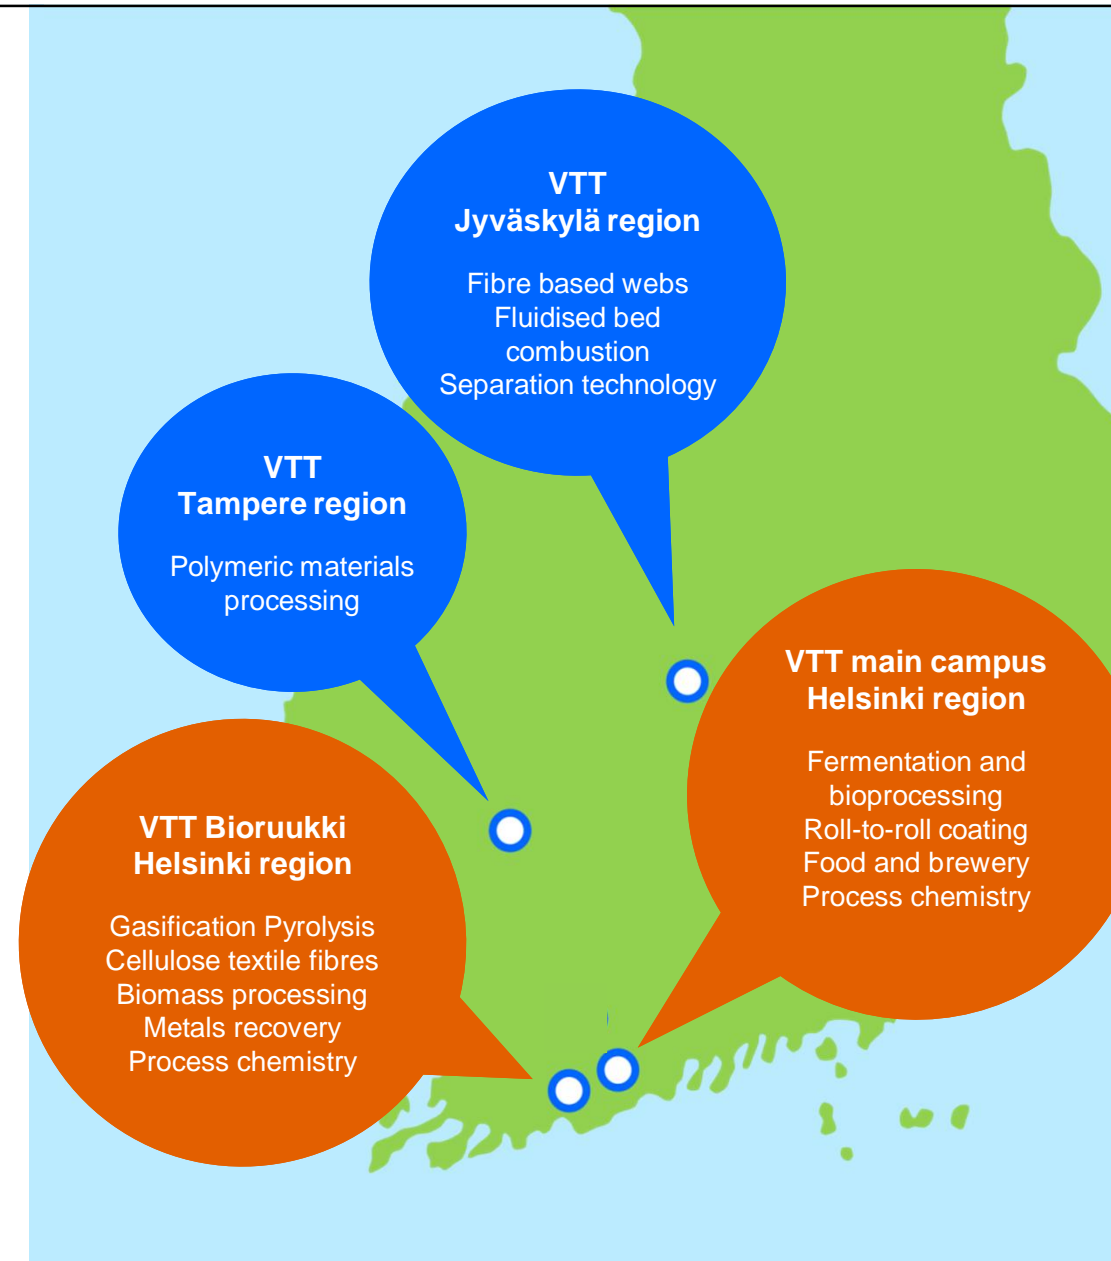 VTT
Jyväskylä region
Fibre based webs
Fluidised bed
combustion
Separation technology
VTT
Tampere region
Polymeric materials
processing
VTT main campus
Helsinki region
Fermentation and
bioprocessing
Roll-to-roll coating
Food and brewery
Process chemistry
VTT Bioruukki
Helsinki region
Gasification Pyrolysis
Cellulose textile fibres
Biomass processing
Metals recovery
Process chemistry